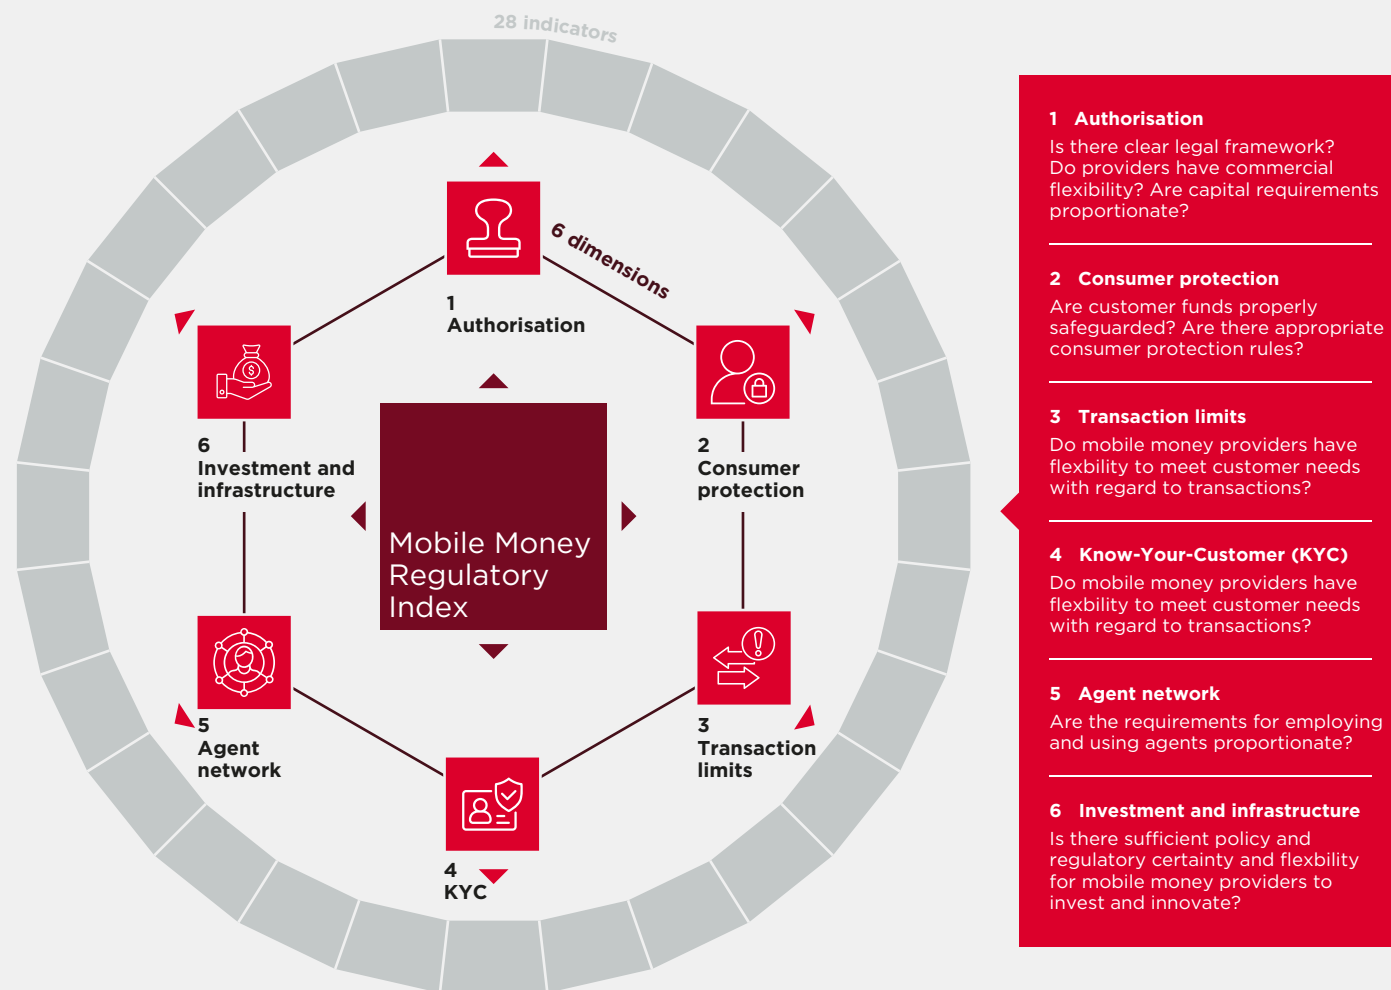 28 indicators
6 dimensions
1
Authorisation
6
Investment and
infrastructure
2
Consumer
protection
Mobile Money
Regulatory
Index
5
Agent
network
3
Transaction
limits
4
KYC
1 Authorisation
Is there clear legal framework?
Do providers have commercial
flexibility? Are capital requirements
proportionate?
2 Consumer protection
Are customer funds properly
safeguarded? Are there appropriate
consumer protection rules?
3 Transaction limits
Do mobile money providers have
flexbility to meet customer needs
with regard to transactions?
4 Know-Your-Customer (KYC)
Do mobile money providers have
flexbility to meet customer needs
with regard to transactions?
5 Agent network
Are the requirements for employing
and using agents proportionate?
6 Investment and infrastructure
Is there sufficient policy and
regulatory certainty and flexbility
for mobile money providers to
invest and innovate?